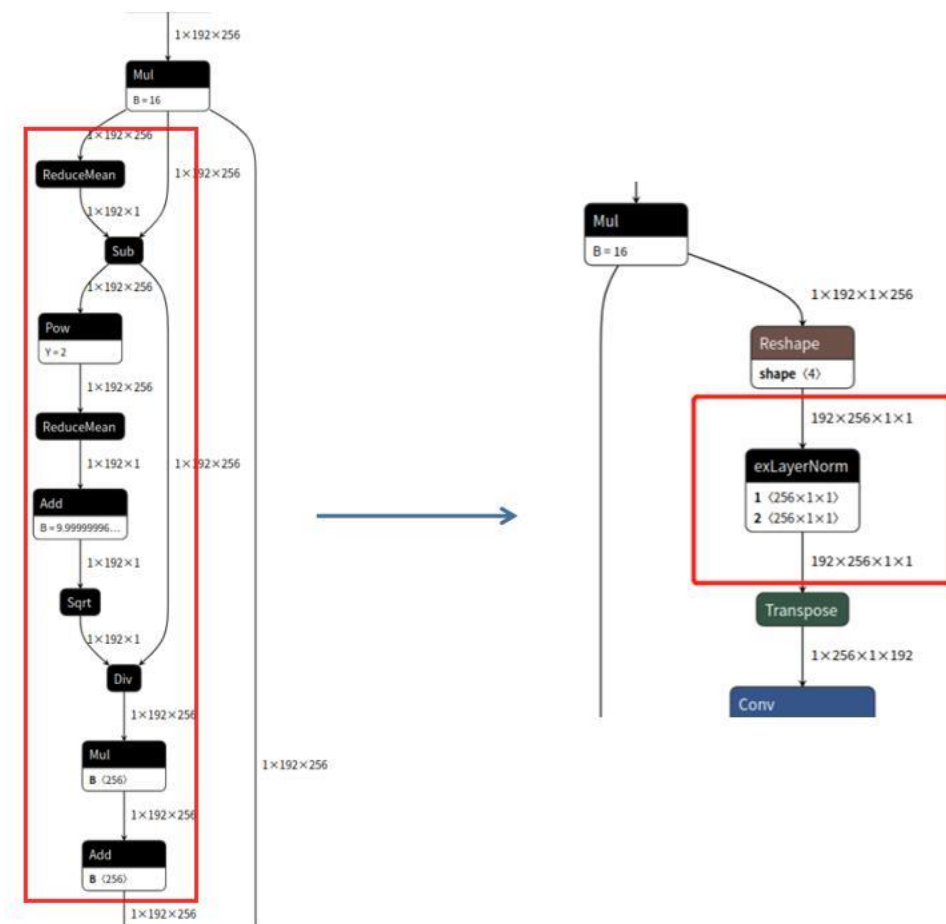 1×192×256
Mul
B = 16
1×192×256
1×192×256
ReduceMean
1×192×1
Sub
1×192×256
Pow
Y = 2
1×192×256
ReduceMean
1×192×1
1×192×256
Add
B = 9.99999996...
1×192×1
Sqrt
1×192×1
Div
1×192×256
Mul
B ⟨256⟩
1×192×256
1×192×256
Add
B ⟨256⟩
1×192×256
Mul
B = 16
1×192×1×256
Reshape
shape ⟨4⟩
192×256×1×1
exLayerNorm
1 ⟨256×1×1⟩
2 ⟨256×1×1⟩
192×256×1×1
Transpose
1×256×1×192
Conv